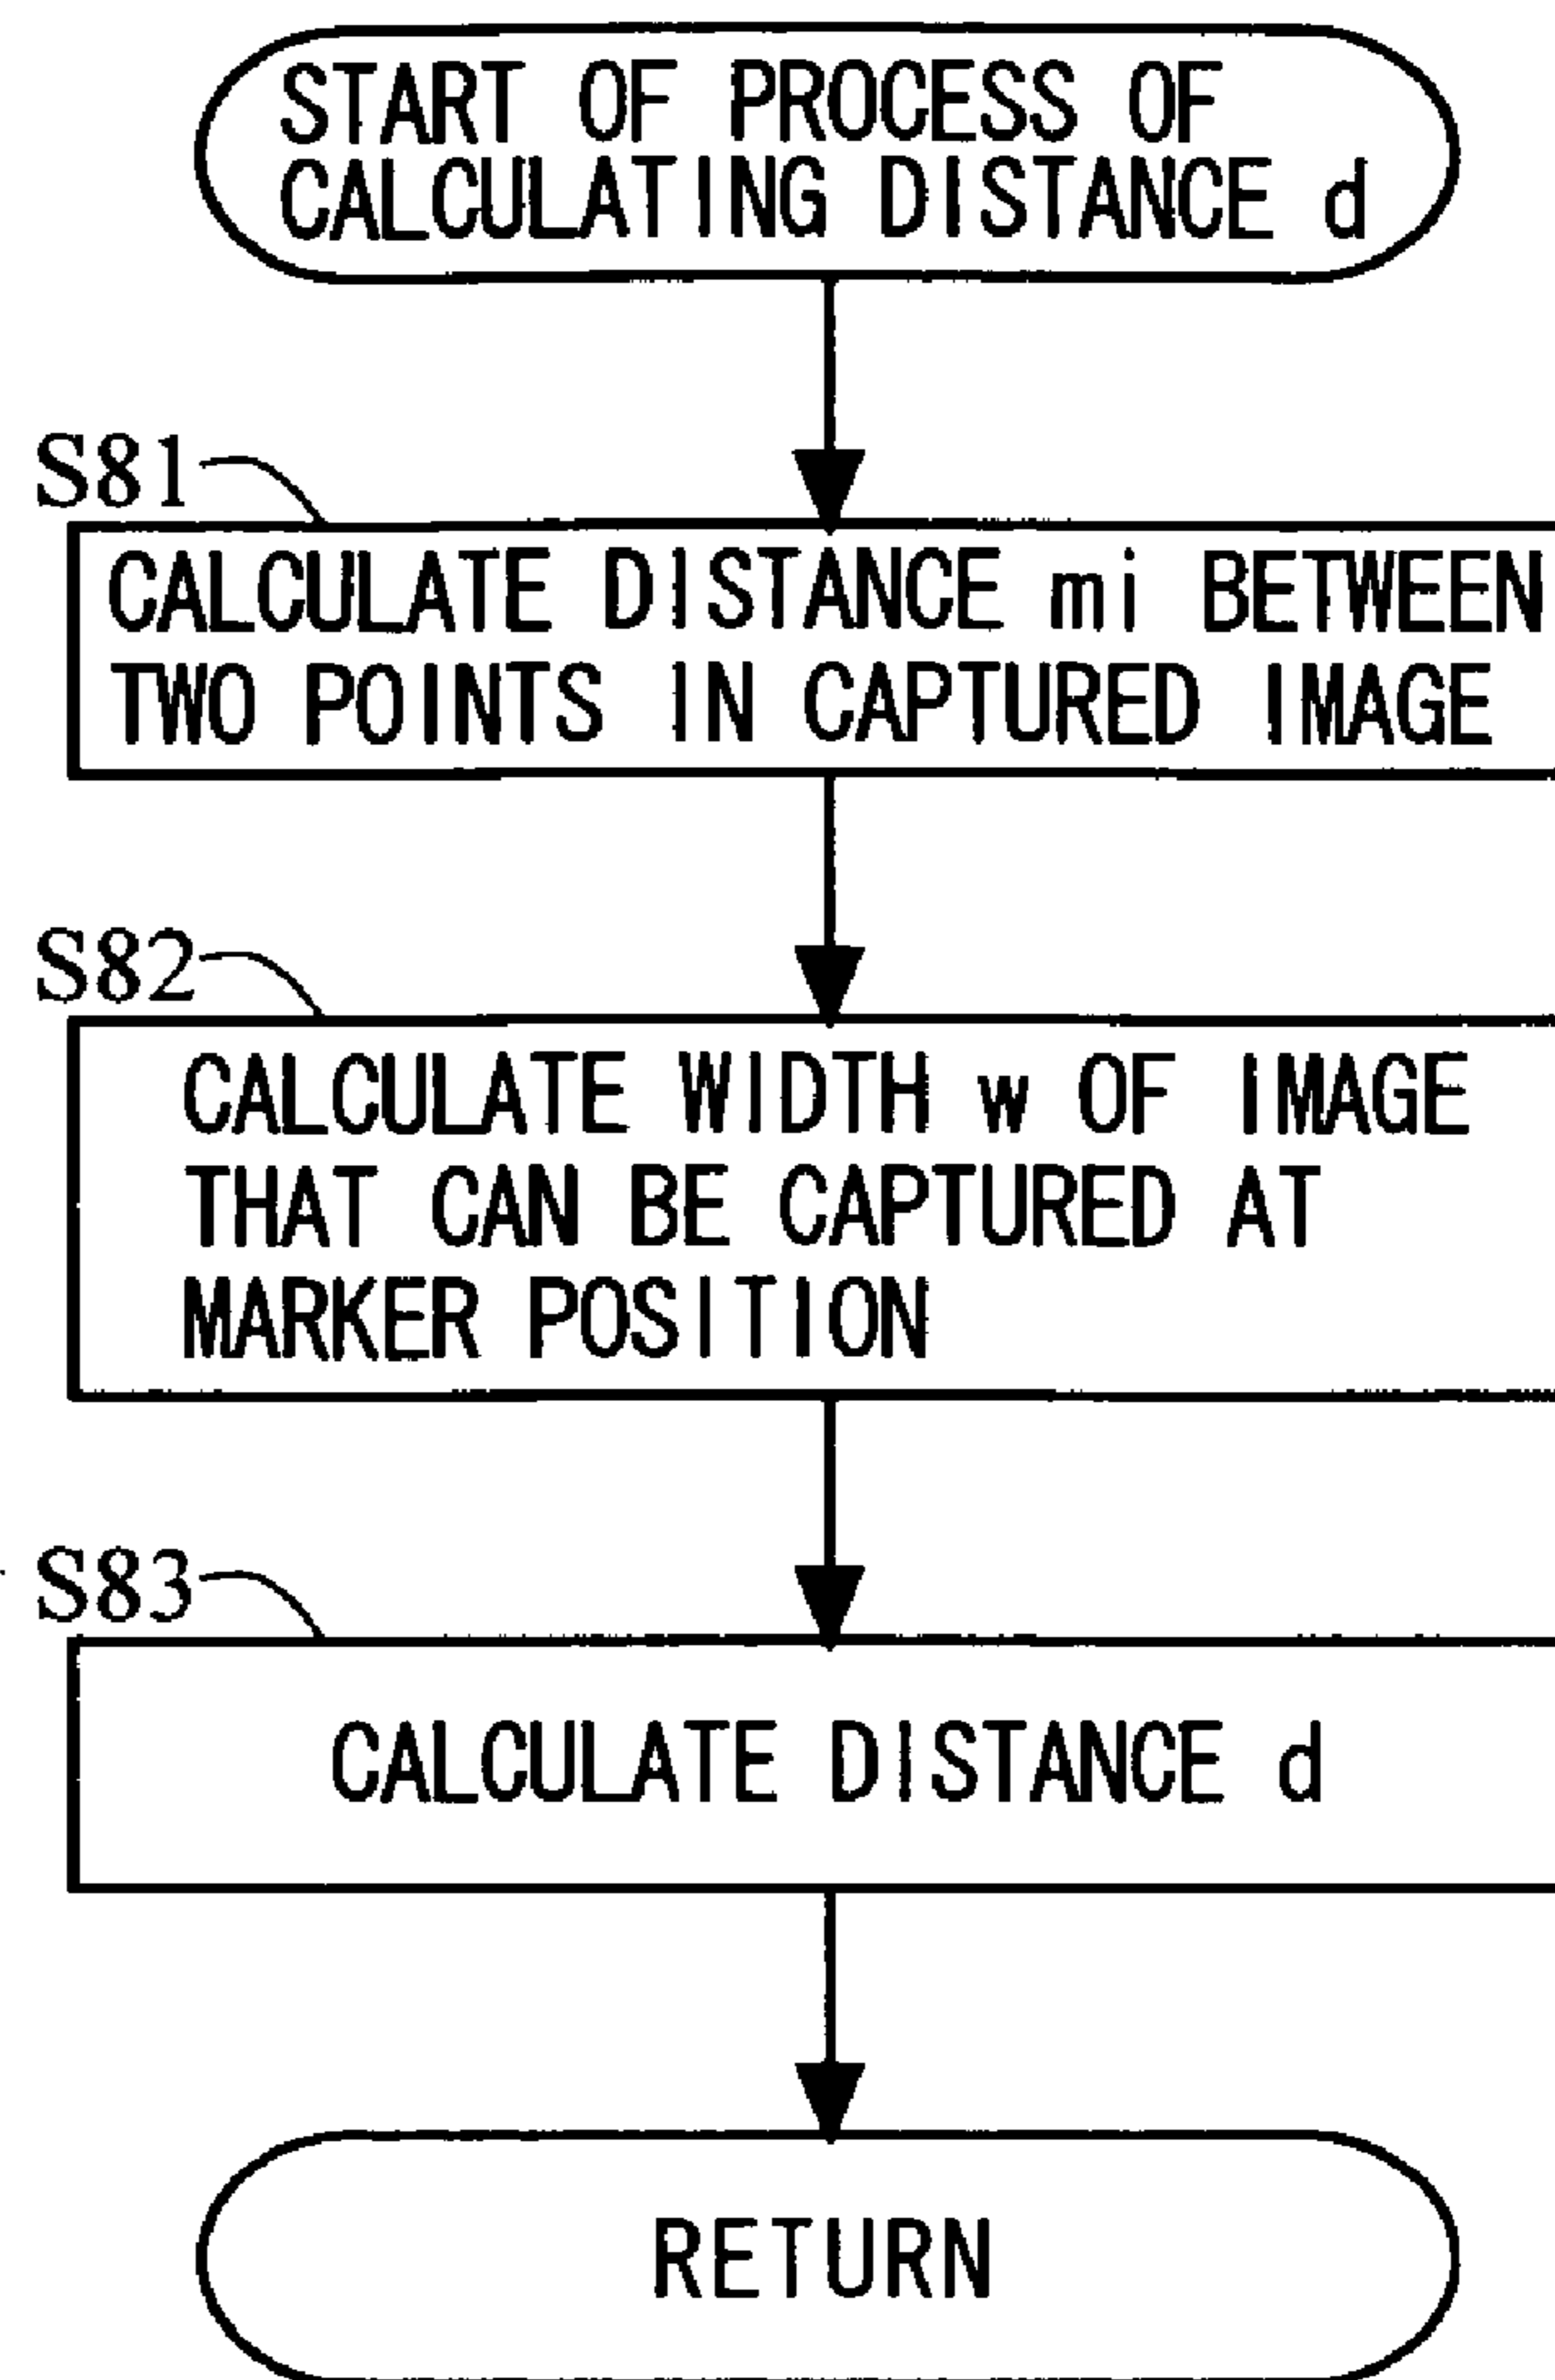 START OF PROCESS OF
CALCULATING DISTANCE d
S81
CALCULATE DISTANCE mi BETWEEN
TWO POINTS IN CAPTURED IMAGE
S82
CALCULATE WIDTH w OF IMAGE
THAT CAN BE CAPTURED AT
MARKER POSITION
S83
CALCULATE DISTANCE d
RETURN